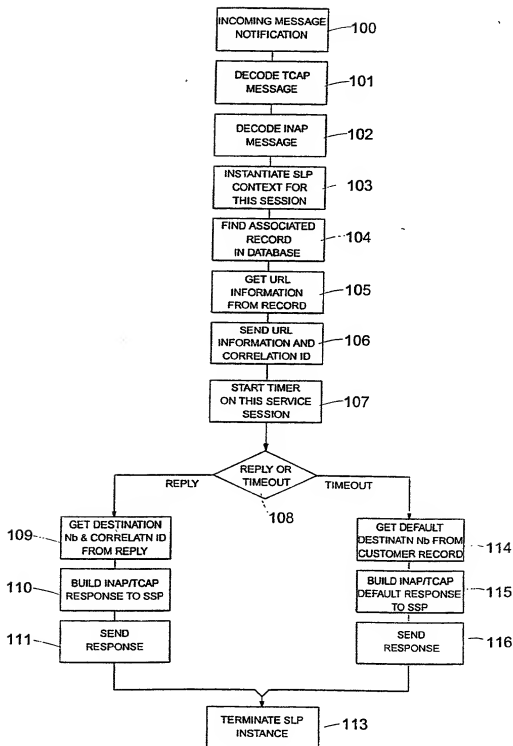 INCOMING MESSAGE
NOTIFICATION
100
DECODE TCAP
MESSAGE
101
DECODE INAP
MESSAGE
102
INSTANTIATE SLP
CONTEXT FOR
THIS SESSION
103
FIND ASSOCIATED
RECORD
IN DATABASE
104
GET URL
INFORMATION
FROM RECORD
105
SEND URL
INFORMATION AND
CORRELATION ID
106
START TIMER
ON THIS SERVICE
SESSION
107
REPLY OR
TIMEOUT
108
REPLY
TIMEOUT
109
GET DESTINATION
Nb & CORRELATN ID
FROM REPLY
110
BUILD INAP/TCAP
RESPONSE TO SSP
111
SEND
RESPONSE
GET DEFAULT
DESTINATN Nb FROM
CUSTOMER RECORD
114
BUILD INAP/TCAP
DEFAULT RESPONSE
TO SSP
115
SEND
RESPONSE
116
TERMINATE SLP
INSTANCE
113